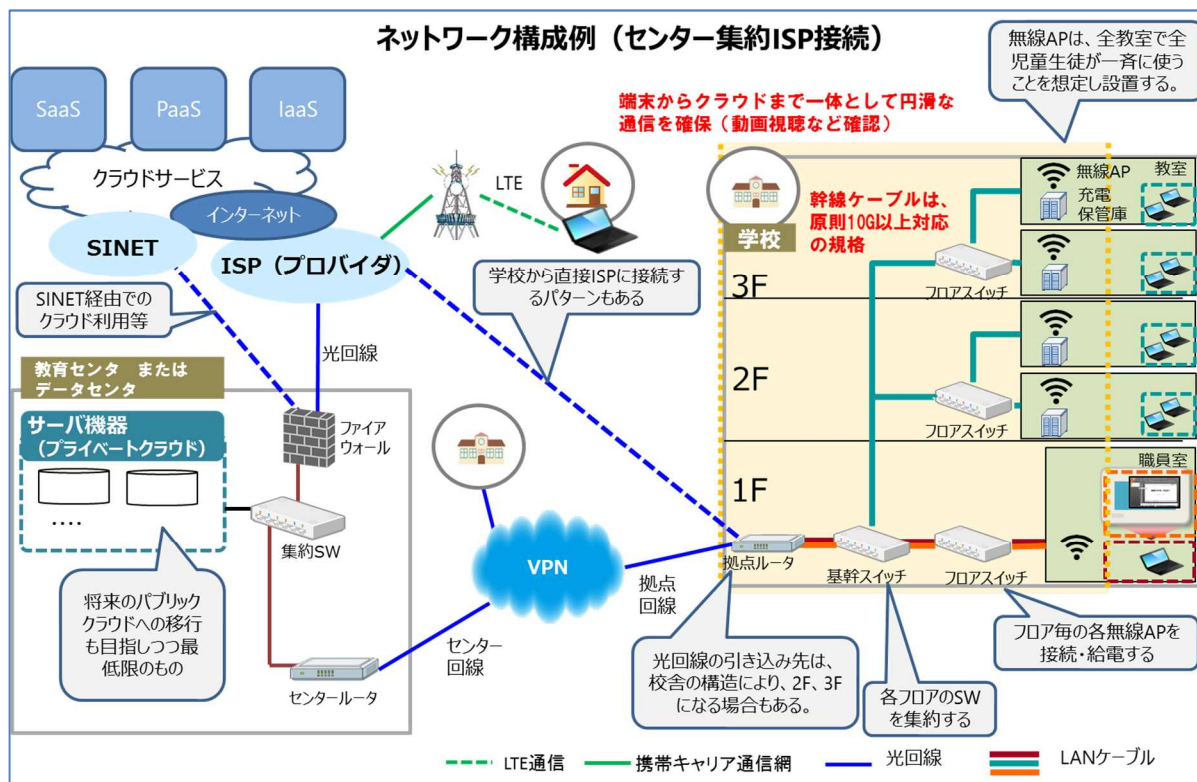 ネットワーク構成例（センター集約ISP接続）
SaaS
PaaS
IaaS
クラウドサービス
インターネット
SINET
ISP（プロバイダ）
SINET経由での
クラウド利用等
光回線
LTE
学校から直接ISPに接続す
るパターンもある
教育センタ　または
データセンタ
サーバ機器
（プライベートクラウド）
....
ファイア
ウォール
集約SW
将来のパブリック
クラウドへの移行
も目指しつつ最
低限のもの
センタールータ
センター
回線
VPN
拠点
回線
端末からクラウドまで一体として円滑な
通信を確保（動画視聴など確認）
無線APは、全教室で全
児童生徒が一斉に使う
ことを想定し設置する。
学校
幹線ケーブルは、
原則10G以上対応
の規格
無線AP
教室
充電
保管庫
3F
フロアスイッチ
2F
フロアスイッチ
1F
職員室
拠点ルータ
基幹スイッチ
フロアスイッチ
光回線の引き込み先は、
校舎の構造により、2F、3F
になる場合もある。
各フロアのSW
を集約する
フロア毎の各無線APを
接続・給電する
LTE通信
携帯キャリア通信網
光回線
LANケーブル